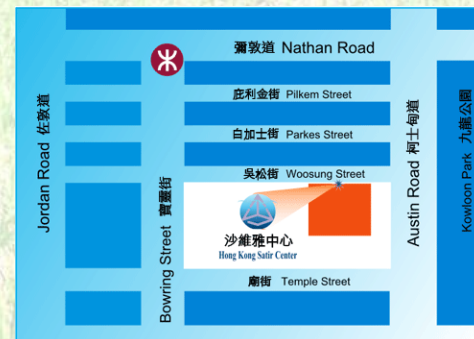 彌敦道 Nathan Road
庇利金街 Pilkem Street
白加士街 Parkes Street
吳松街 Woosung Street
沙維雅中心
Hong Kong Satir Center
廟街 Temple Street
Jordan Road 佐敦道
Bowring Street 寶靈街
Austin Road 柯士甸道
Kowloon Park 九龍公園